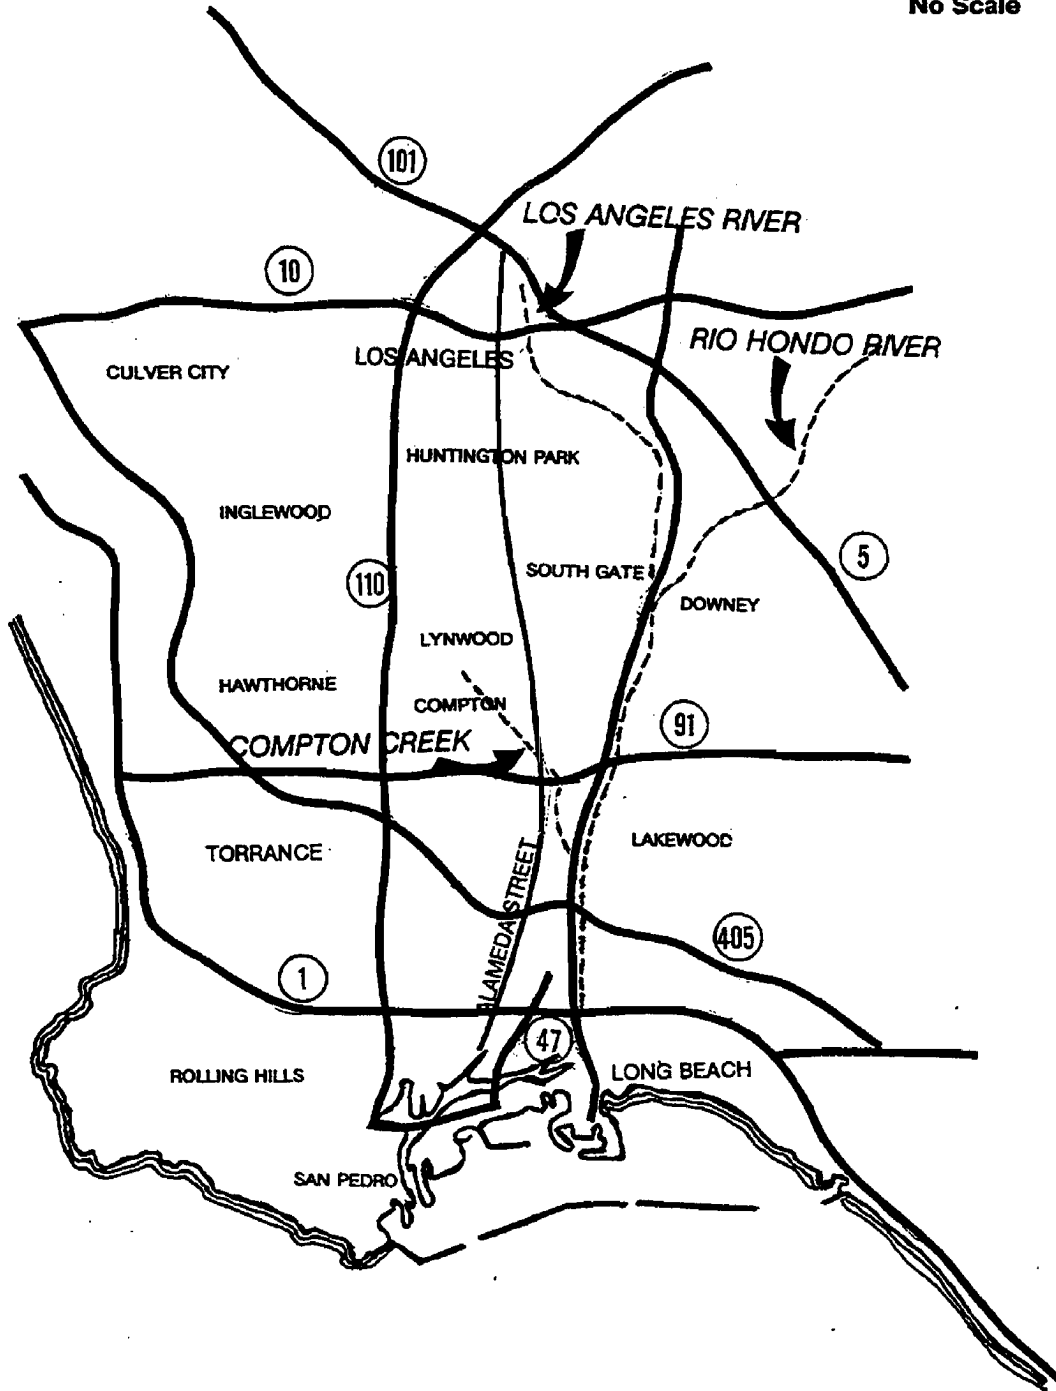 No Scale
101
LOS ANGELES RIVER
10
RIO HONDO RIVER
LOS ANGELES
CULVER CITY
HUNTINGTON PARK
INGLEWOOD
5
SOUTH GATE
110
DOWNEY
LYNWOOD
HAWTHORNE
COMPTON
91
COMPTON CREEK
LAKEWOOD
TORRANCE
ALAMEDA STREET
405
1
47
LONG BEACH
ROLLING HILLS
SAN PEDRO